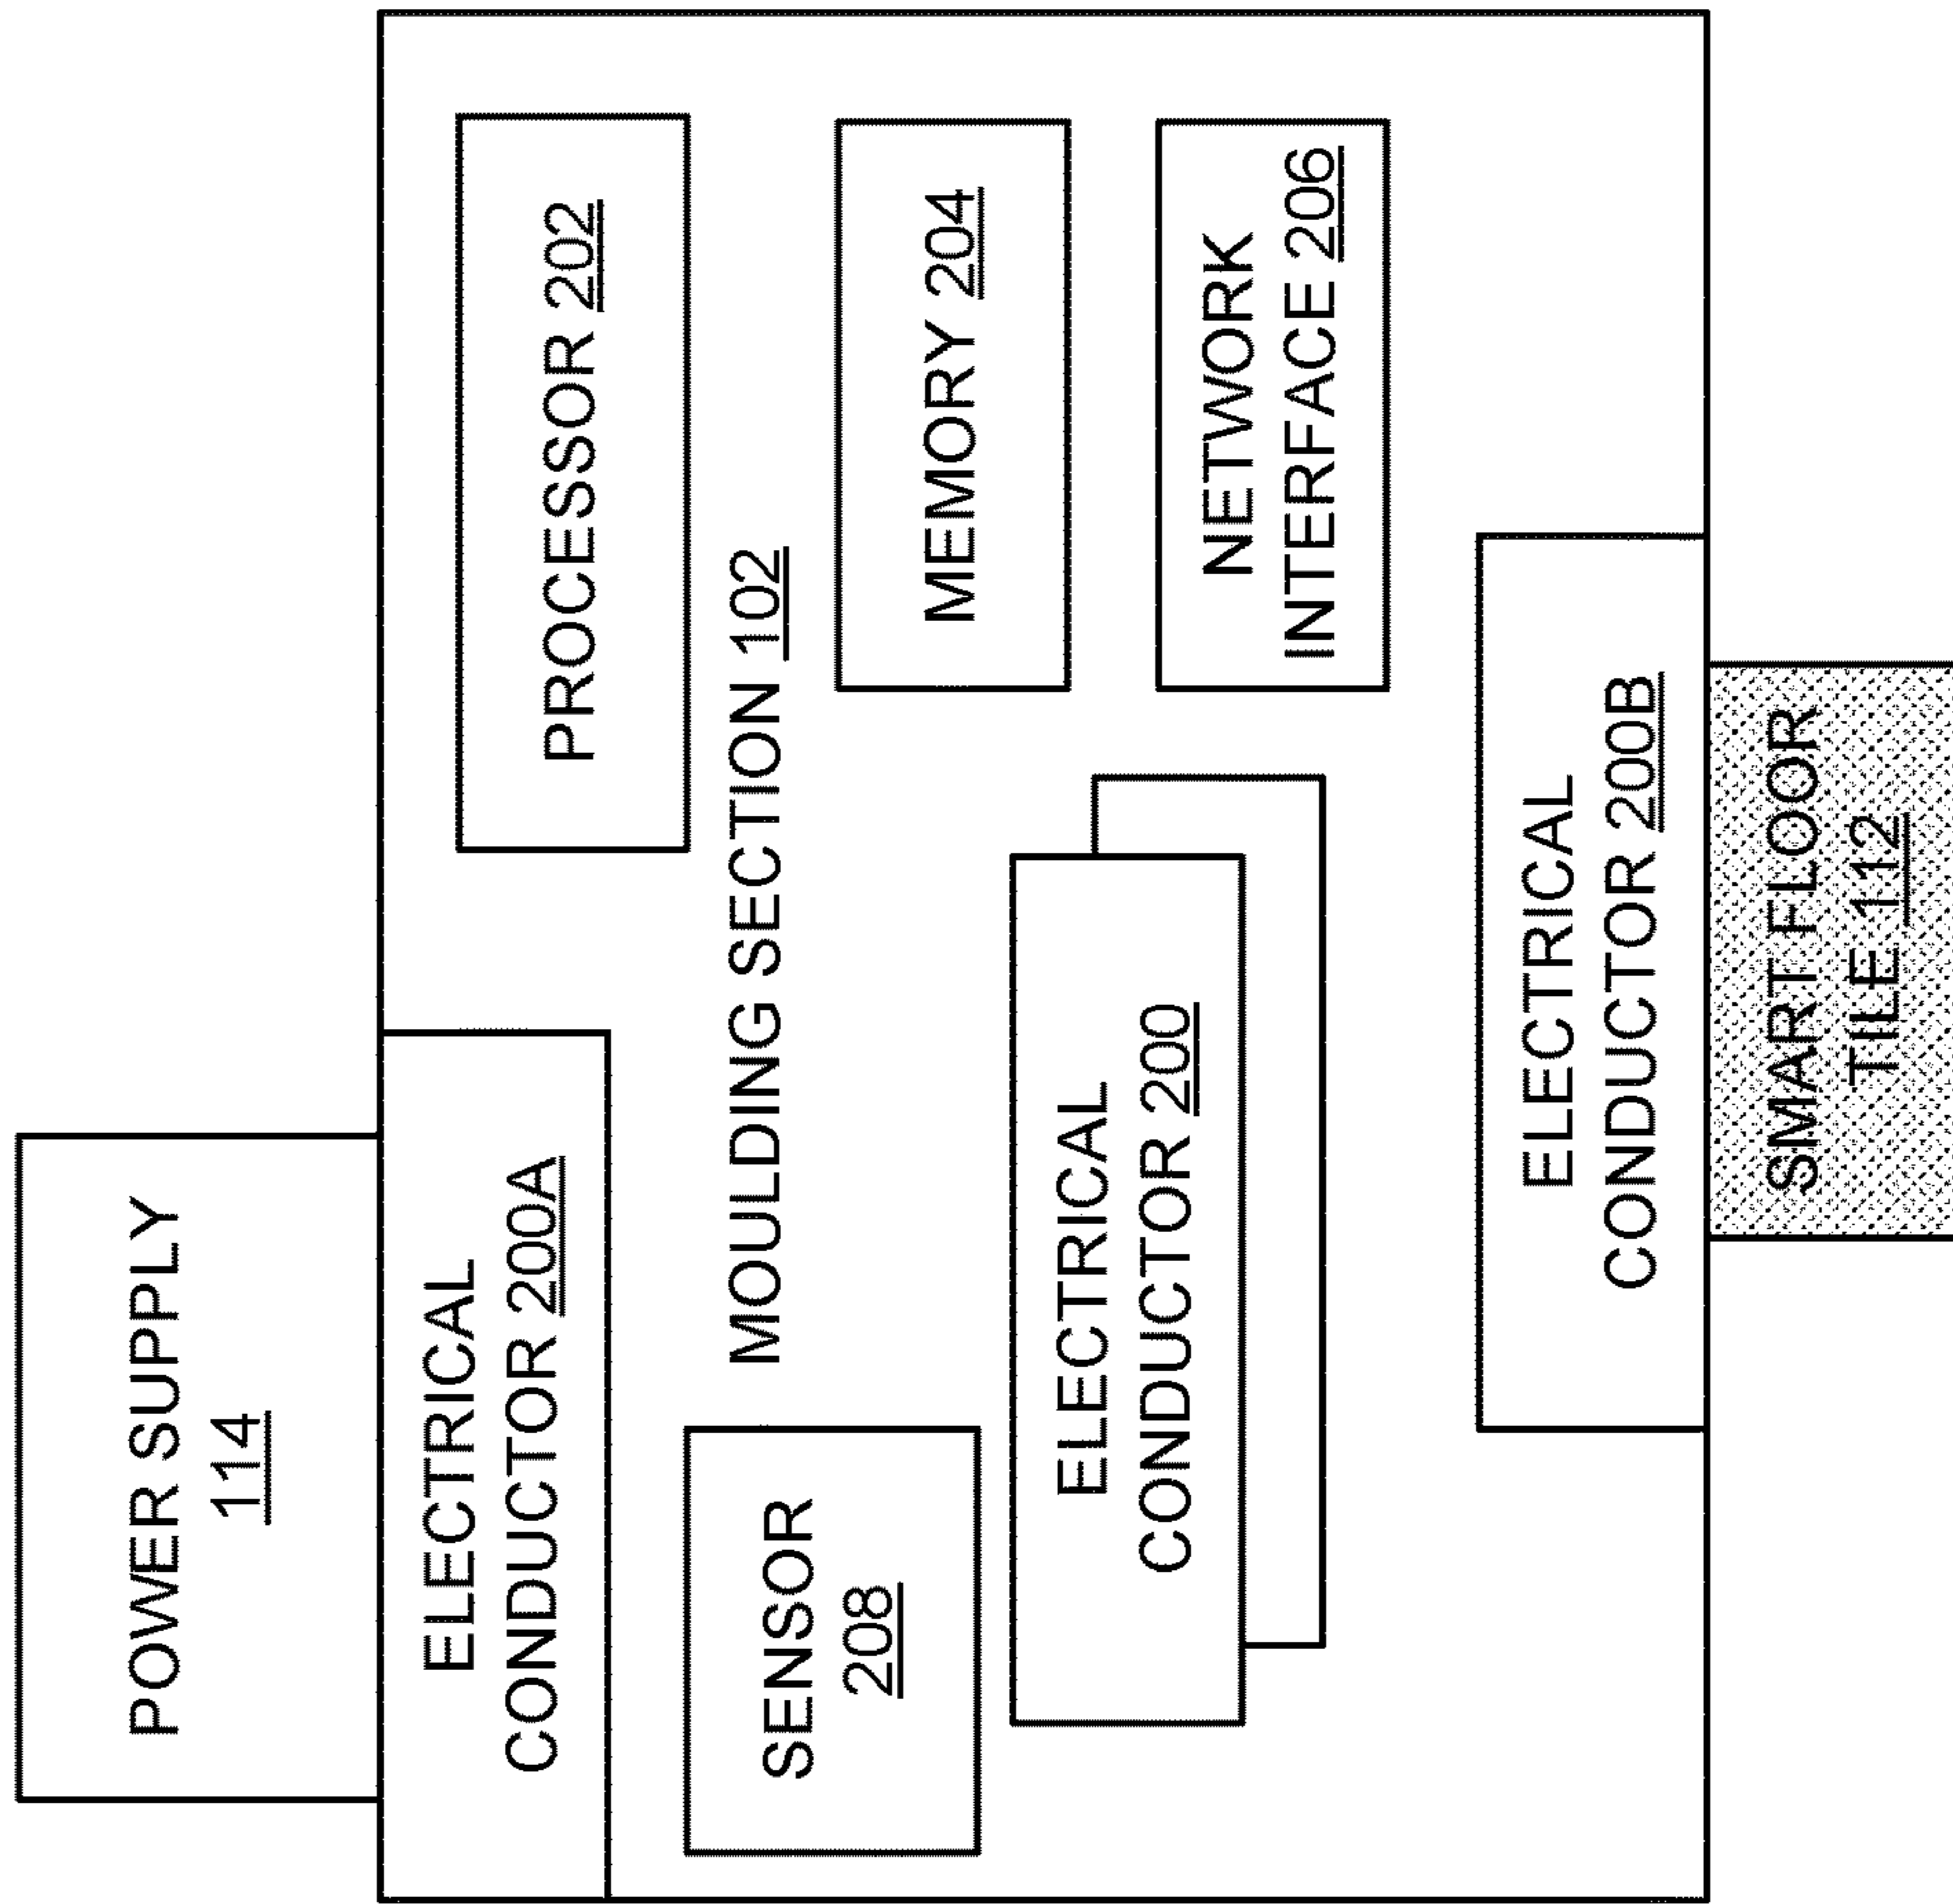 POWER SUPPLY
114
ELECTRICAL
CONDUCTOR 200A
PROCESSOR 202
MOULDING SECTION 102
SENSOR
208
MEMORY 204
ELECTRICAL
CONDUCTOR 200
NETWORK
INTERFACE 206
ELECTRICAL
CONDUCTOR 200B
SMART FLOOR
TILE 112